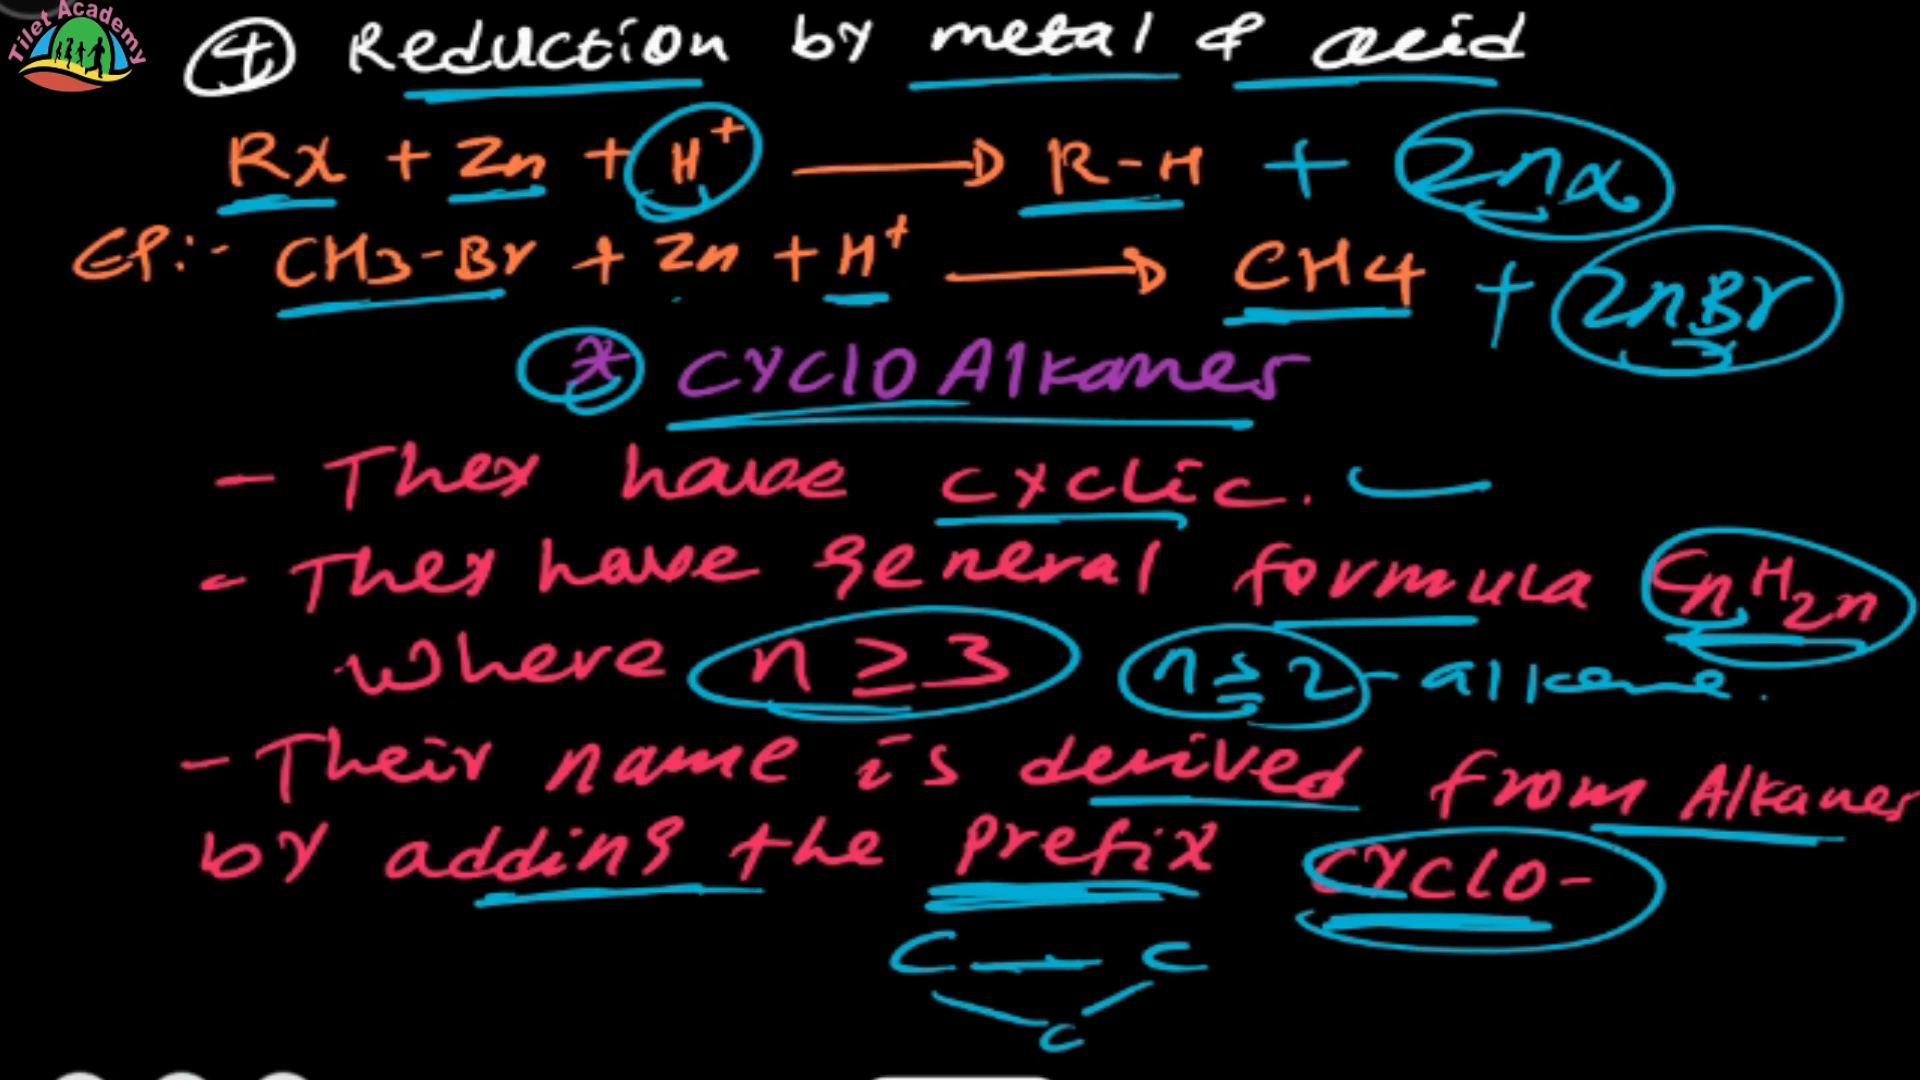 Tilet Academy
④ Reduction by metal & acid
Rx + Zn + H⁺ → R-H + Znx
Ep:- CH3-Br + Zn + H⁺ → CH4 + ZnBr
* Cyclo Alkanes
- They have cyclic.
- They have general formula CnH2n
where n ≥ 3 n ≤ 2 - alkene.
- Their name is derived from Alkanes
by adding the prefix cyclo-
C — C
C